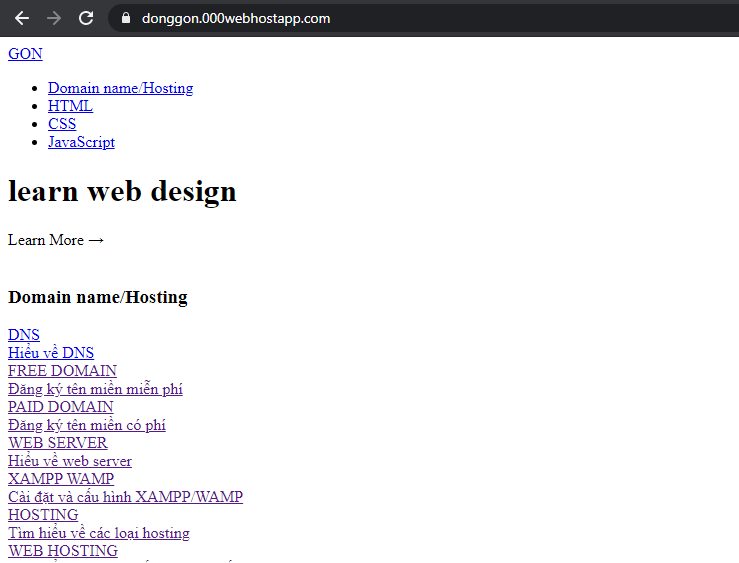 donggon.000webhostapp.com
GON
Domain name/Hosting
HTML
CSS
JavaScript
learn web design
Learn More →
Domain name/Hosting
DNS
Hiểu về DNS
FREE DOMAIN
Đăng ký tên miền miễn phí
PAID DOMAIN
Đăng ký tên miền có phí
WEB SERVER
Hiểu về web server
XAMPP WAMP
Cài đặt và cấu hình XAMPP/WAMP
HOSTING
Tìm hiểu về các loại hosting
WEB HOSTING